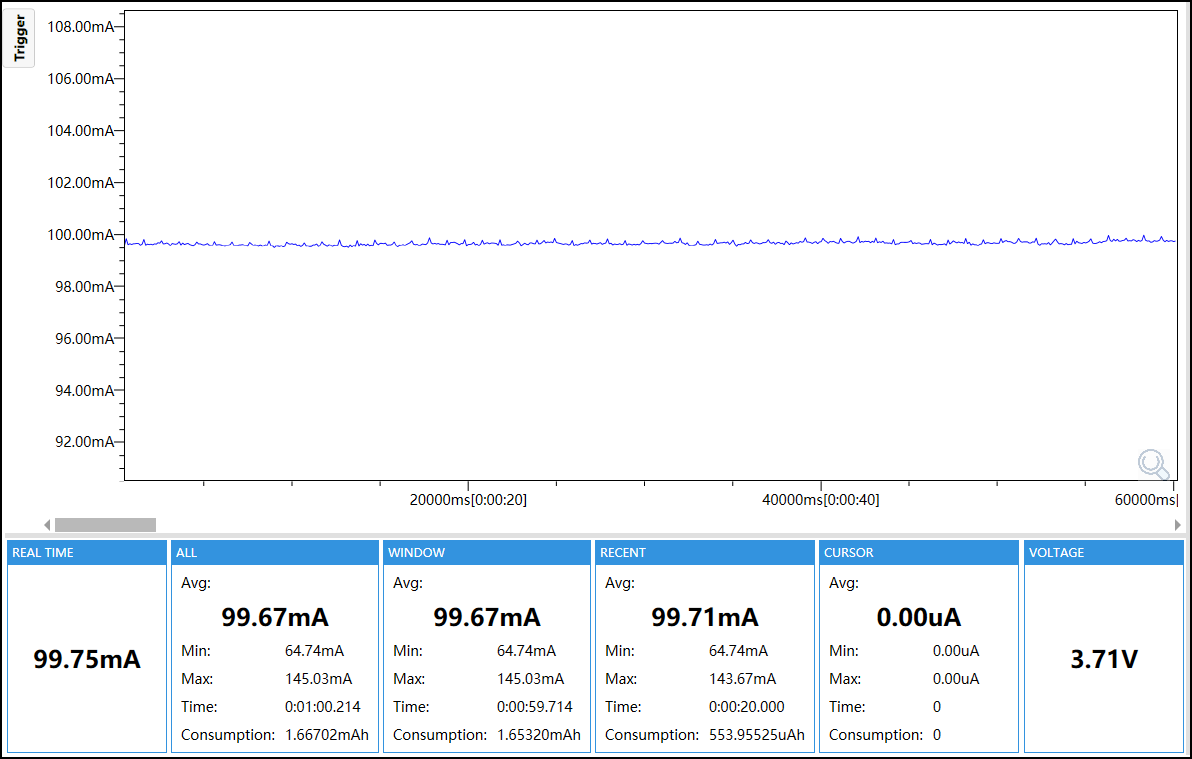 Trigger
108.00mA
106.00mA
104.00mA
102.00mA
100.00mA
98.00mA
96.00mA
94.00mA
92.00mA
20000ms[0:00:20] 40000ms[0:00:40] 60000ms[
REAL TIME
99.75mA
ALL
Avg:
99.67mA
Min: 64.74mA
Max: 145.03mA
Time: 0:01:00.214
Consumption: 1.66702mAh
WINDOW
Avg:
99.67mA
Min: 64.74mA
Max: 145.03mA
Time: 0:00:59.714
Consumption: 1.65320mAh
RECENT
Avg:
99.71mA
Min: 64.74mA
Max: 143.67mA
Time: 0:00:20.000
Consumption: 553.95525uAh
CURSOR
Avg:
0.00uA
Min: 0.00uA
Max: 0.00uA
Time: 0
Consumption: 0
VOLTAGE
3.71V